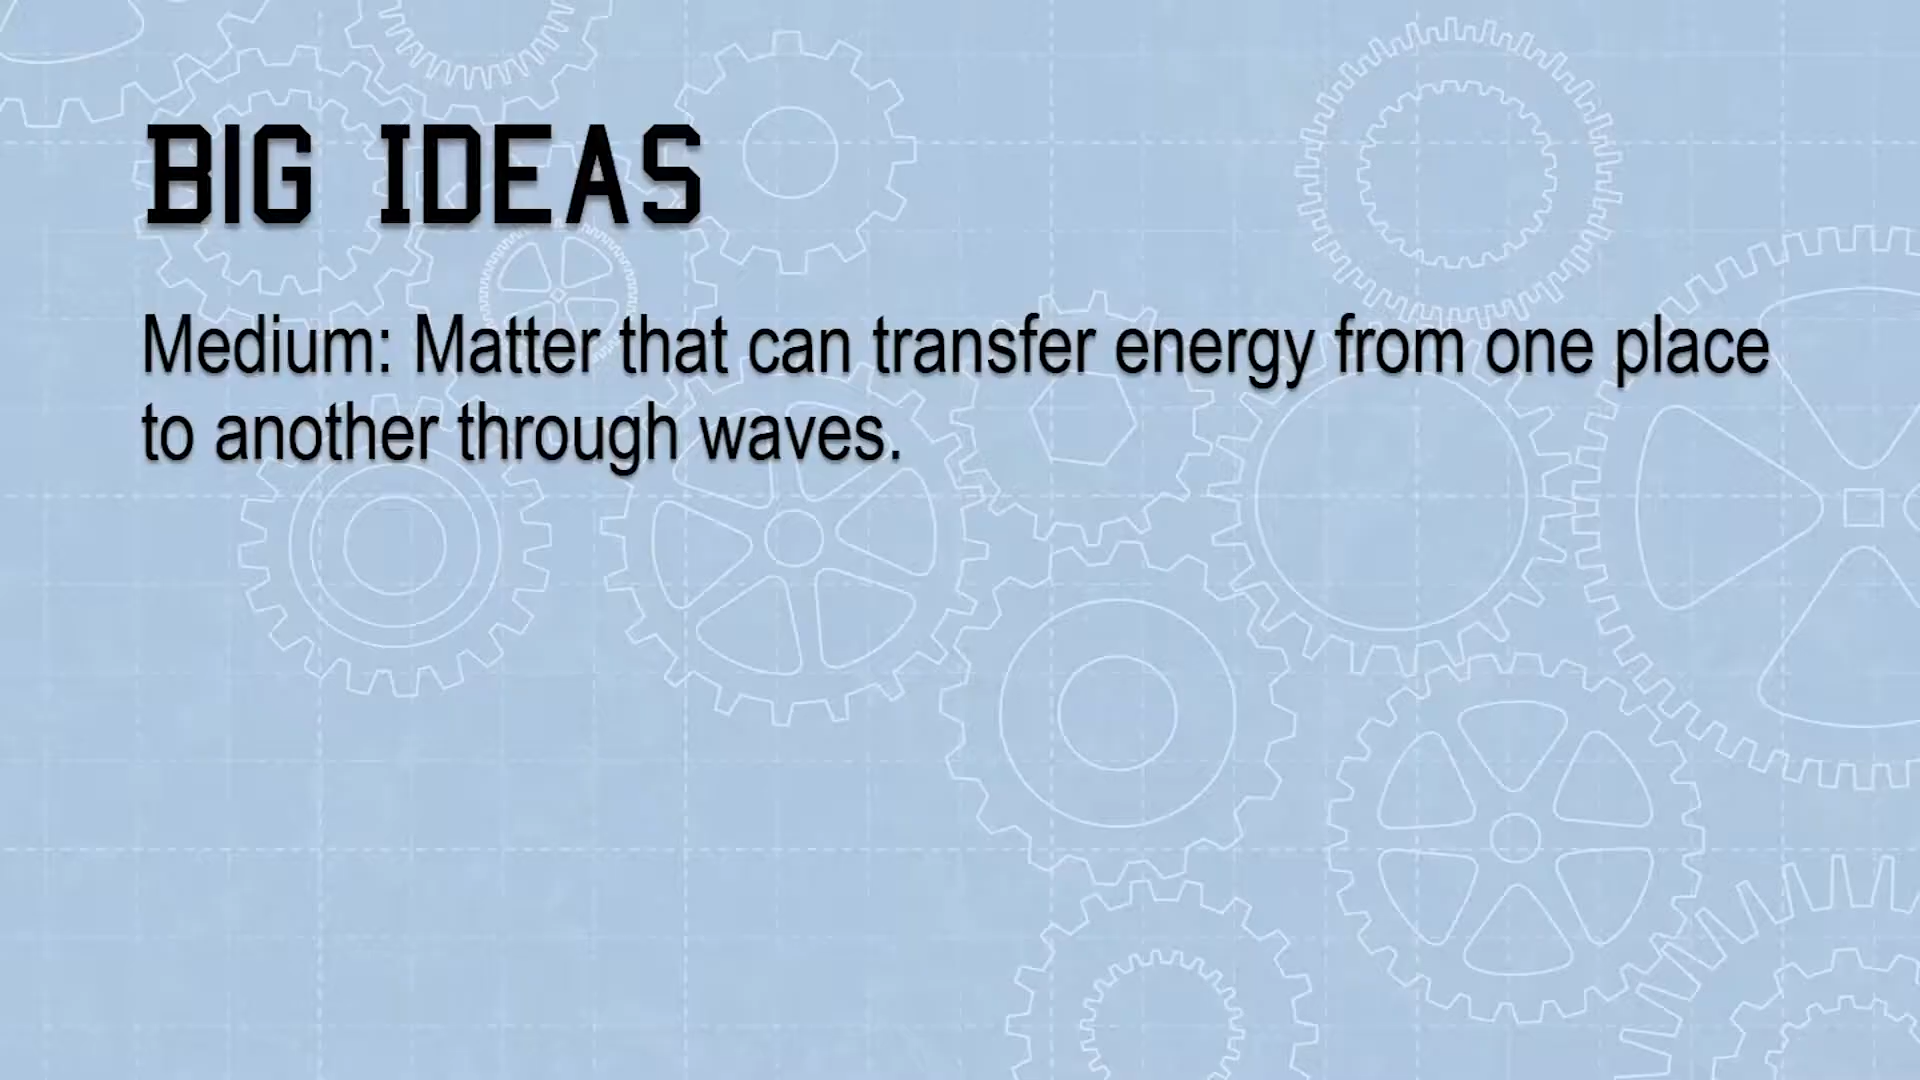 BIG IDEAS
Medium: Matter that can transfer energy from one place
to another through waves.